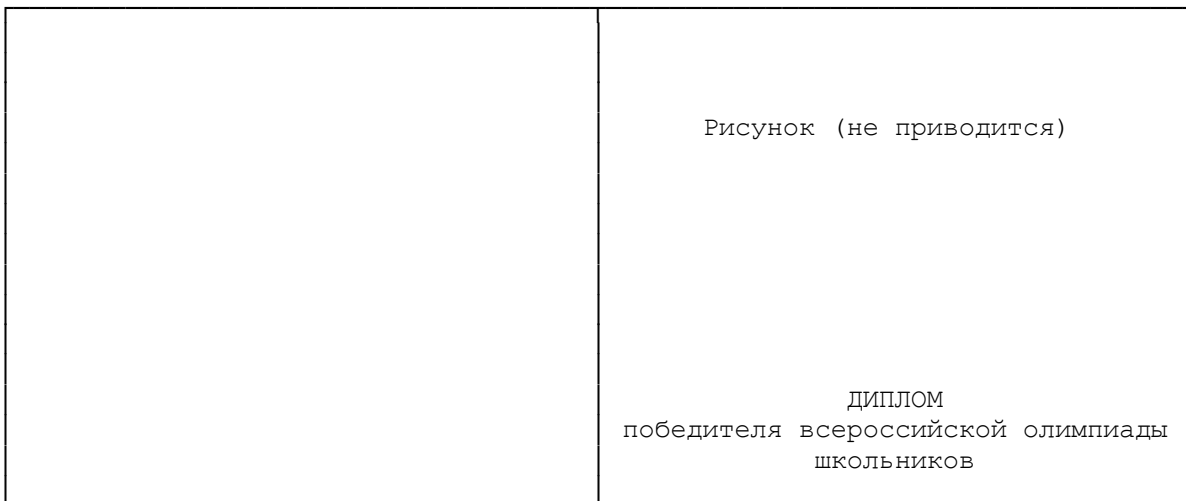 Рисунок (не приводится)
ДИПЛОМ
победителя всероссийской олимпиады
школьников